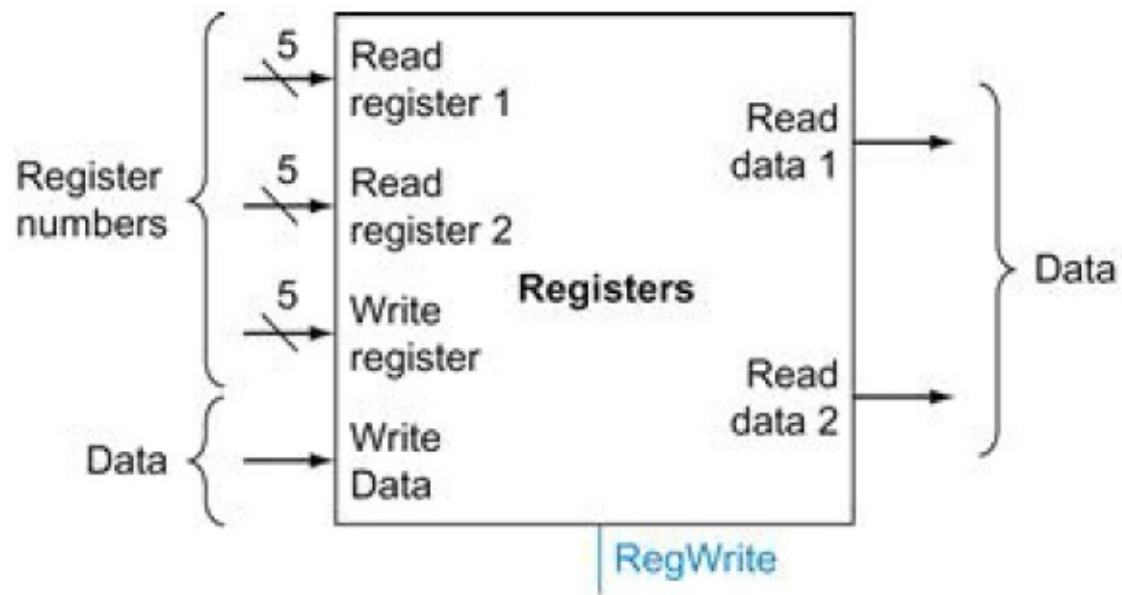 Register
numbers
Data
5
Read
register 1
5
Read
register 2
5
Write
register
Write
Data
Registers
Read
data 1
Read
data 2
Data
RegWrite